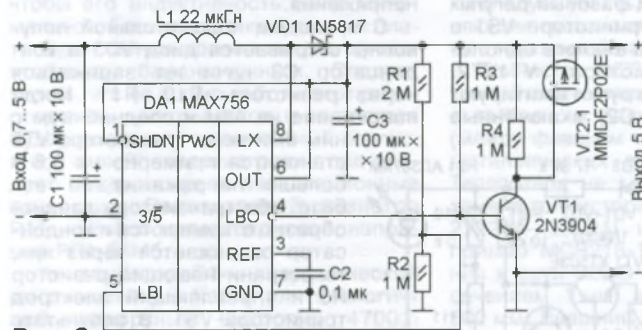 L1 22 мкГн
VD1 1N5817
+
+
Вход 0,7...5 В
C1 100 мк×10 В
+
DA1 MAX756
1
SHDN
PWC
LX
8
OUT
6
2
3/5
LBO
4
REF
3
5
LBI
GND
7
+
C3
100 мк×
×10 В
C2
0,1 мк
R1
2 М
R2
1 М
R3
1 М
R4
1 М
VT2
MMDF2P02E
VT1
2N3904
Выход 5 В